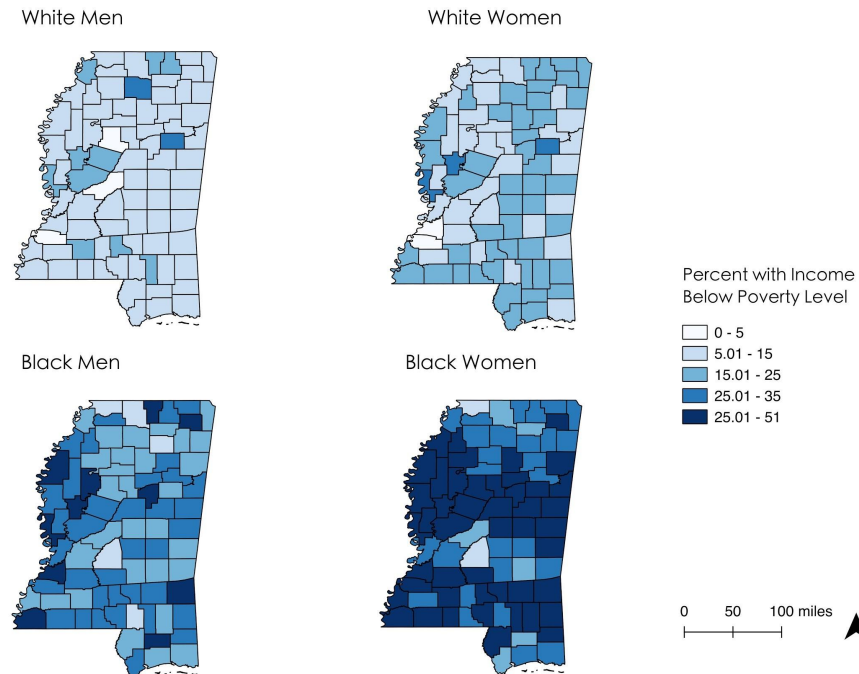 White Men
White Women
Percent with Income
Below Poverty Level
0 - 5
5.01 - 15
15.01 - 25
25.01 - 35
25.01 - 51
Black Men
Black Women
0 50 100 miles